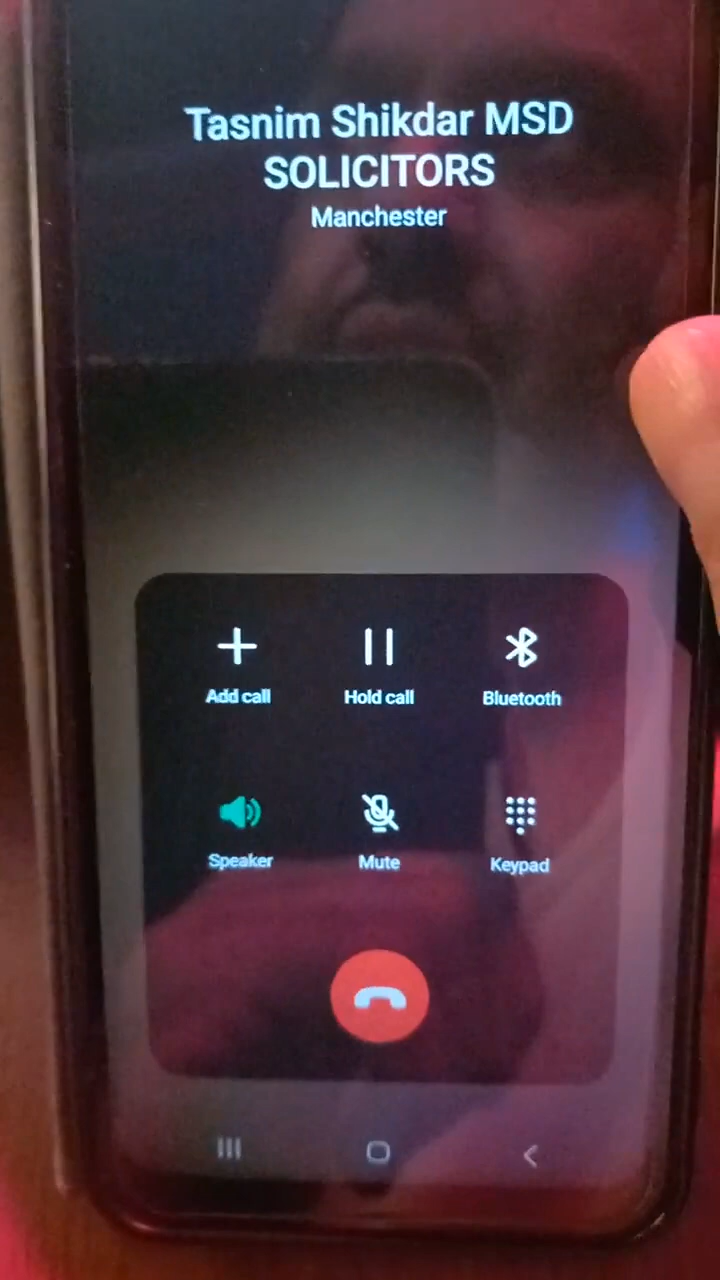 Tasnim Shikdar MSD
SOLICITORS
Manchester
Add call
Hold call
Bluetooth
Speaker
Mute
Keypad